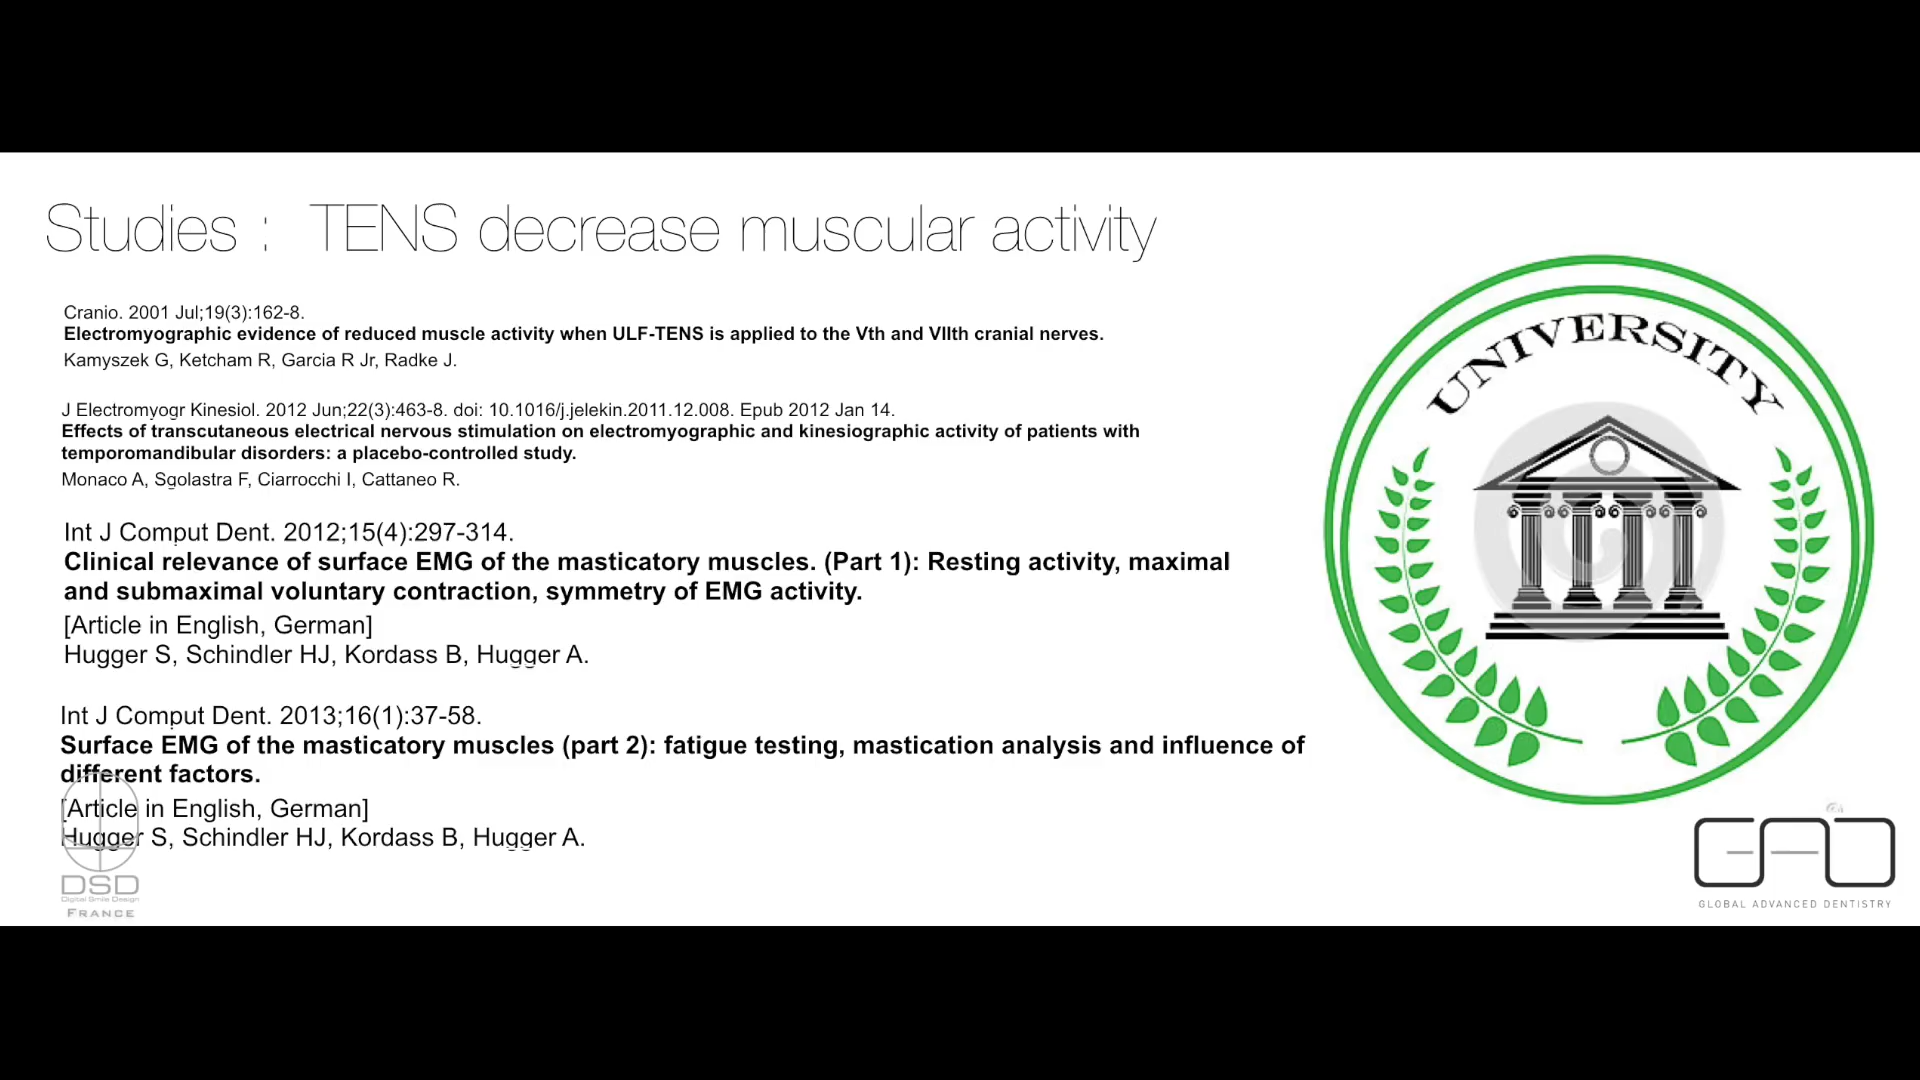 Studies : TENS decrease muscular activity
Cranio. 2001 Jul;19(3):162-8.
Electromyographic evidence of reduced muscle activity when ULF-TENS is applied to the Vth and VIIth cranial nerves.
Kamyszek G, Ketcham R, Garcia R Jr, Radke J.
J Electromyogr Kinesiol. 2012 Jun;22(3):463-8. doi: 10.1016/j.jelekin.2011.12.008. Epub 2012 Jan 14.
Effects of transcutaneous electrical nervous stimulation on electromyographic and kinesiographic activity of patients with
temporomandibular disorders: a placebo-controlled study.
Monaco A, Sgolastra F, Ciarrocchi I, Cattaneo R.
Int J Comput Dent. 2012;15(4):297-314.
Clinical relevance of surface EMG of the masticatory muscles. (Part 1): Resting activity, maximal
and submaximal voluntary contraction, symmetry of EMG activity.
[Article in English, German]
Hugger S, Schindler HJ, Kordass B, Hugger A.
Int J Comput Dent. 2013;16(1):37-58.
Surface EMG of the masticatory muscles (part 2): fatigue testing, mastication analysis and influence of
different factors.
[Article in English, German]
Hugger S, Schindler HJ, Kordass B, Hugger A.
DSD
Digital Smile Design
FRANCE
UNIVERSITY
GAD
GLOBAL ADVANCED DENTISTRY